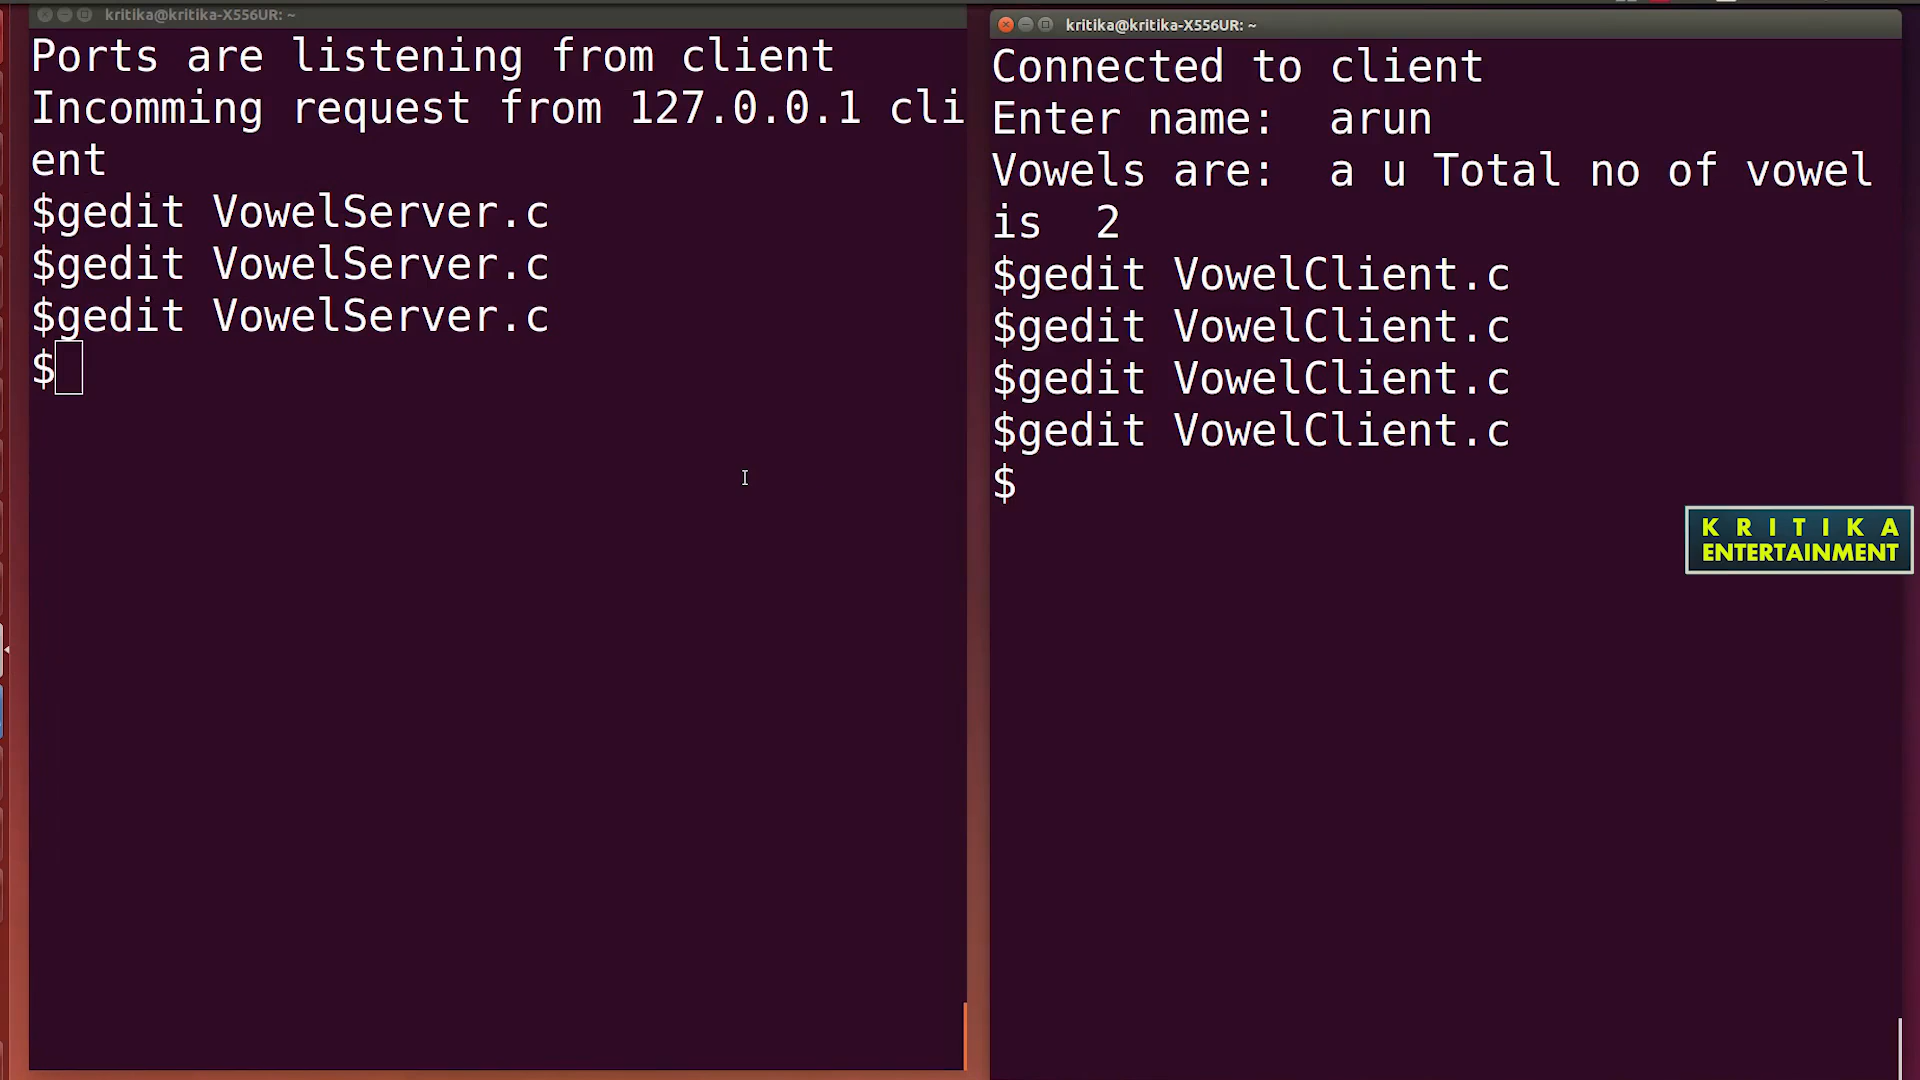 kritika@kritika-X556UR: ~
Ports are listening from client
Incomming request from 127.0.0.1 cli
ent
$gedit VowelServer.c
$gedit VowelServer.c
$gedit VowelServer.c
$
kritika@kritika-X556UR: ~
Connected to client
Enter name:  arun
Vowels are:  a u Total no of vowel
is  2
$gedit VowelClient.c
$gedit VowelClient.c
$gedit VowelClient.c
$gedit VowelClient.c
$
KRITIKA
ENTERTAINMENT